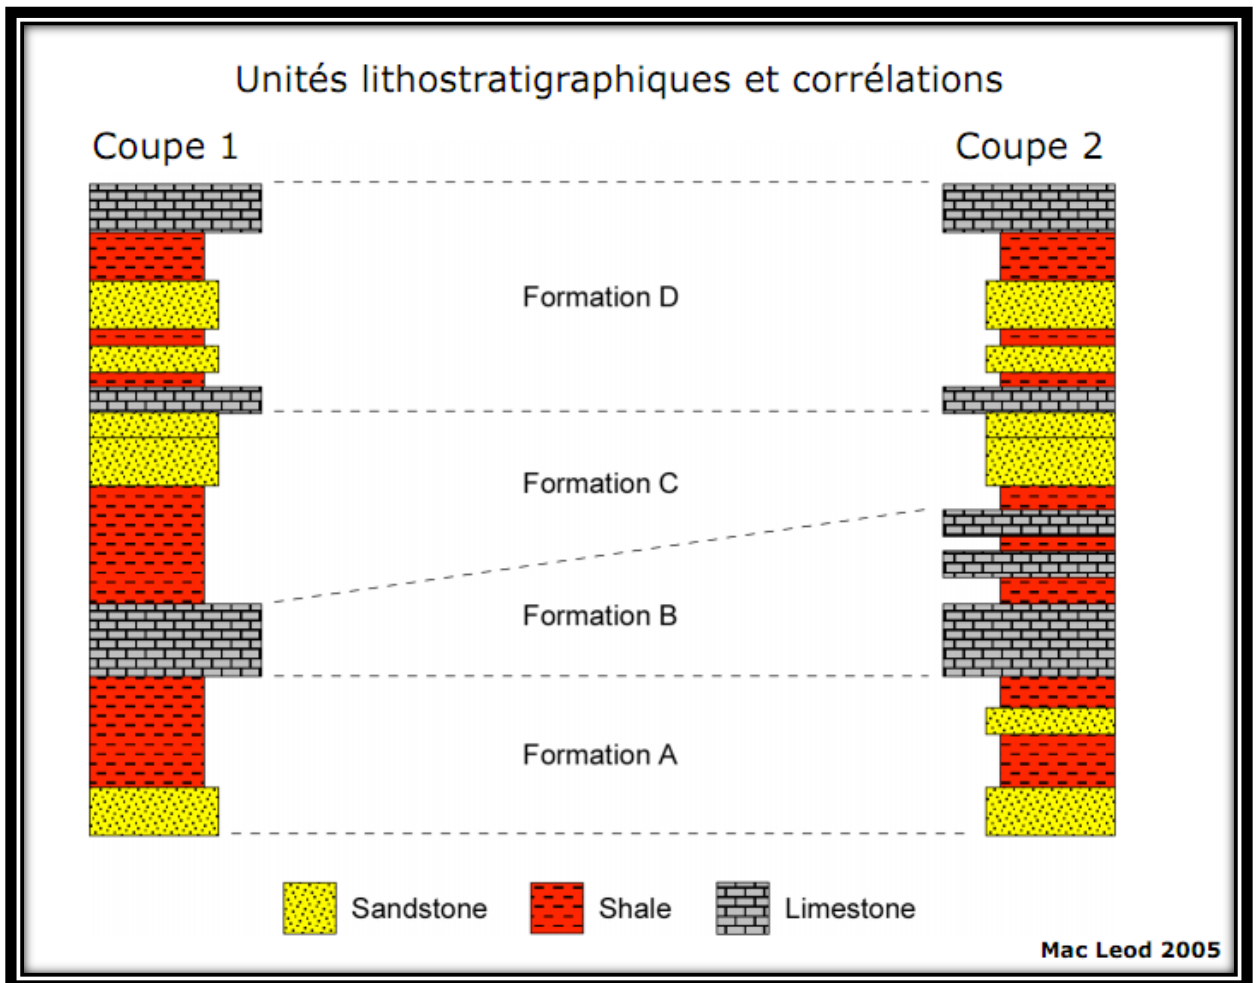 Unités lithostratigraphiques et corrélations
Coupe 1
Coupe 2
Formation D
Formation C
Formation B
Formation A
Sandstone
Shale
Limestone
Mac Leod 2005